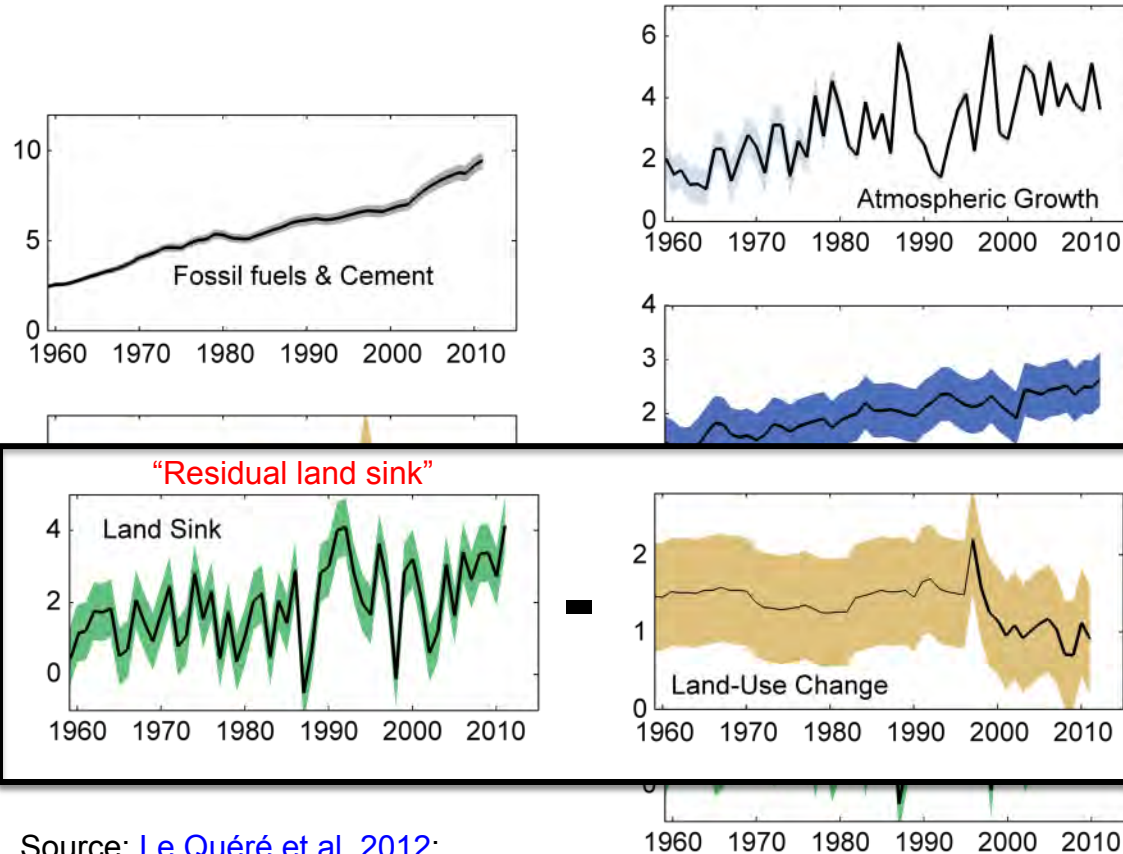 10
5
0
Fossil fuels & Cement
1960 1970 1980 1990 2000 2010
6
4
2
0
Atmospheric Growth
1960 1970 1980 1990 2000 2010
4
3
2
“Residual land sink”
4
2
0
Land Sink
1960 1970 1980 1990 2000 2010
-
2
1
0
Land-Use Change
1960 1970 1980 1990 2000 2010
1960 1970 1980 1990 2000 2010
Source: Le Quéré et al. 2012;